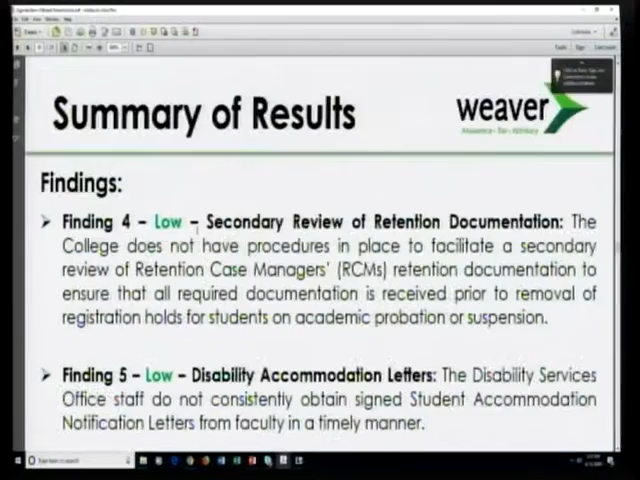 Summary of Results
weaver
Assurance • Tax • Advisory
Findings:
Finding 4 – Low – Secondary Review of Retention Documentation: The
College does not have procedures in place to facilitate a secondary
review of Retention Case Managers' (RCMs) retention documentation to
ensure that all required documentation is received prior to removal of
registration holds for students on academic probation or suspension.
Finding 5 – Low – Disability Accommodation Letters: The Disability Services
Office staff do not consistently obtain signed Student Accommodation
Notification Letters from faculty in a timely manner.